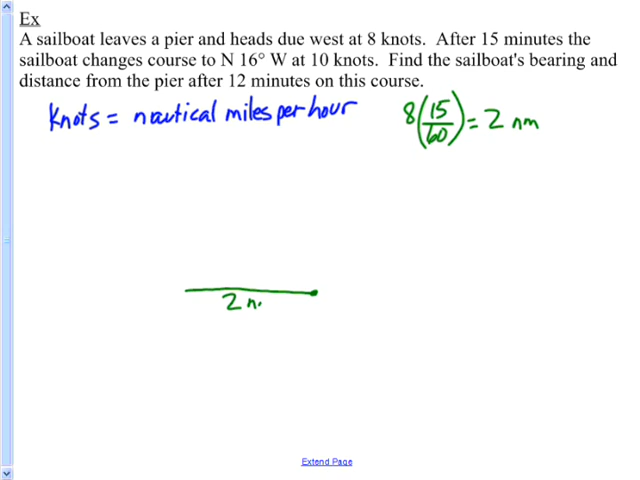 Ex
A sailboat leaves a pier and heads due west at 8 knots. After 15 minutes the
sailboat changes course to N 16° W at 10 knots. Find the sailboat's bearing and
distance from the pier after 12 minutes on this course.
Knots = nautical miles per hour
8(15/60) = 2 nm
2 n.
Extend Page